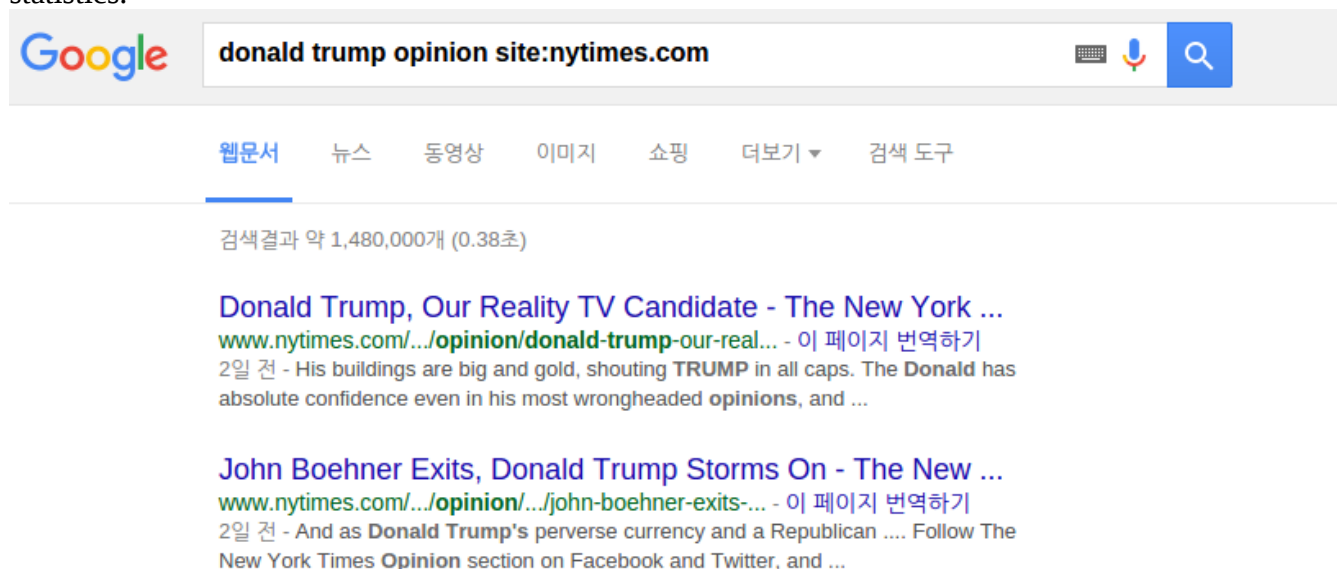 statistics.
Google donald trump opinion site:nytimes.com
웹문서 뉴스 동영상 이미지 쇼핑 더보기 검색 도구
검색결과 약 1,480,000개 (0.38초)
Donald Trump, Our Reality TV Candidate - The New York ...
www.nytimes.com/.../opinion/donald-trump-our-real... - 이 페이지 번역하기
2일 전 - His buildings are big and gold, shouting TRUMP in all caps. The Donald has
absolute confidence even in his most wrongheaded opinions, and ...
John Boehner Exits, Donald Trump Storms On - The New ...
www.nytimes.com/.../opinion/.../john-boehner-exits-... - 이 페이지 번역하기
2일 전 - And as Donald Trump's perverse currency and a Republican .... Follow The
New York Times Opinion section on Facebook and Twitter, and ...